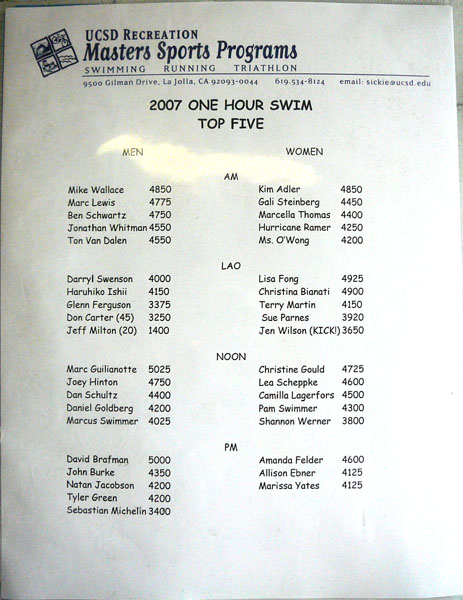 UCSD RECREATION
Masters Sports Programs
SWIMMING RUNNING TRIATHLON
9500 Gilman Drive, La Jolla, CA 92093-0044 619.534-8124 email: sickie@ucsd.edu
2007 ONE HOUR SWIM
TOP FIVE
MEN WOMEN
AM
Mike Wallace 4850 Kim Adler 4850
Marc Lewis 4775 Gali Steinberg 4450
Ben Schwartz 4750 Marcella Thomas 4400
Jonathan Whitman 4550 Hurricane Ramer 4250
Ton Van Dalen 4550 Ms. O'Wong 4200
LAO
Darryl Swenson 4000 Lisa Fong 4925
Haruhiko Ishii 4150 Christina Bianati 4900
Glenn Ferguson 3375 Terry Martin 4150
Don Carter (45) 3250 Sue Parnes 3920
Jeff Milton (20) 1400 Jen Wilson (KICK!) 3650
NOON
Marc Guilianotte 5025 Christine Gould 4725
Joey Hinton 4750 Lea Scheppke 4600
Dan Schultz 4400 Camilla Lagerfors 4500
Daniel Goldberg 4200 Pam Swimmer 4300
Marcus Swimmer 4025 Shannon Werner 3800
PM
David Brafman 5000 Amanda Felder 4600
John Burke 4350 Allison Ebner 4125
Natan Jacobson 4200 Marissa Yates 4125
Tyler Green 4200
Sebastian Michelin 3400